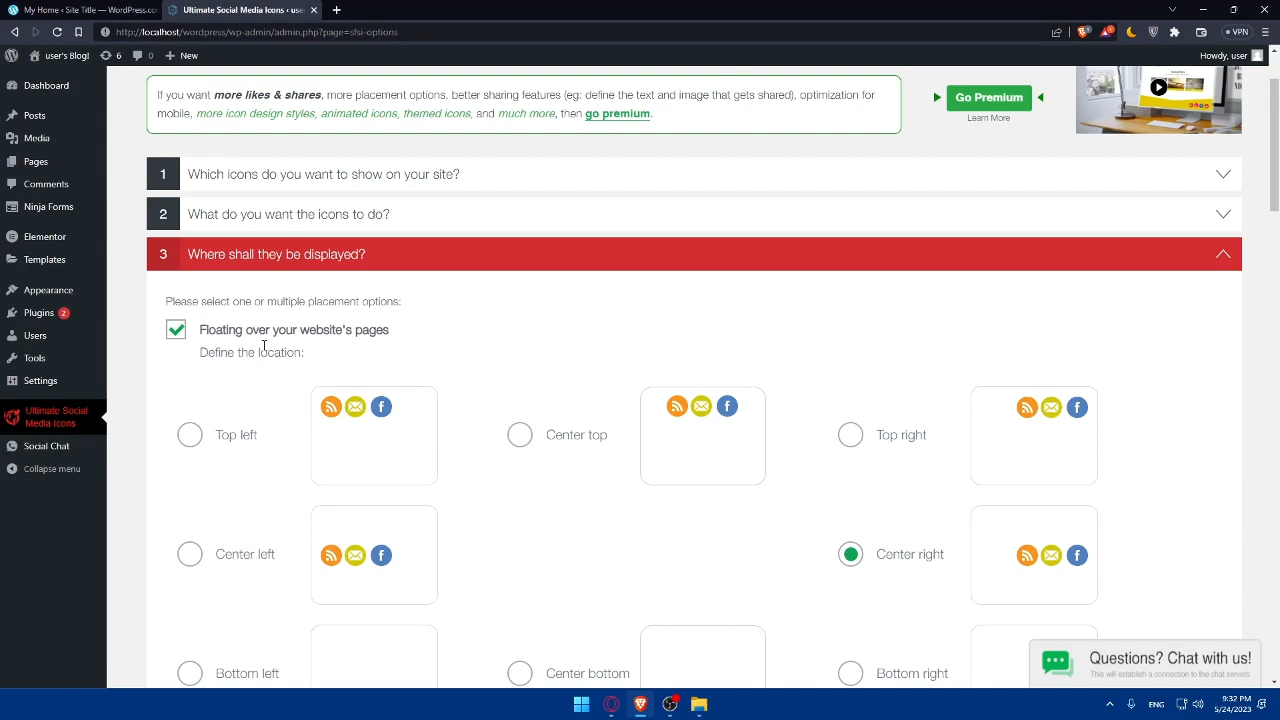 My Home ‹ Site Title — WordPress.cor
Ultimate Social Media Icons ‹ use
http://localhost/wordpress/wp-admin/admin.php?page=sfsi-options
VPN
user's Blog!
6
0
New
Howdy, user
Dashboard
Posts
Media
Pages
Comments
Ninja Forms
Elementor
Templates
Appearance
Plugins 2
Users
Tools
Settings
Ultimate Social
Media Icons
Social Chat
Collapse menu
If you want more likes & shares, more placement options, better sharing features (eg: define the text and image that gets shared), optimization for
mobile, more icon design styles, animated icons, themed icons, and much more, then go premium.
Go Premium
Learn More
1 Which icons do you want to show on your site?
2 What do you want the icons to do?
3 Where shall they be displayed?
Please select one or multiple placement options:
Floating over your website's pages
Define the location:
Top left
Center top
Top right
Center left
Center right
Bottom left
Center bottom
Bottom right
Questions? Chat with us!
This will establish a connection to the chat servers
ENG
9:32 PM
5/24/2023